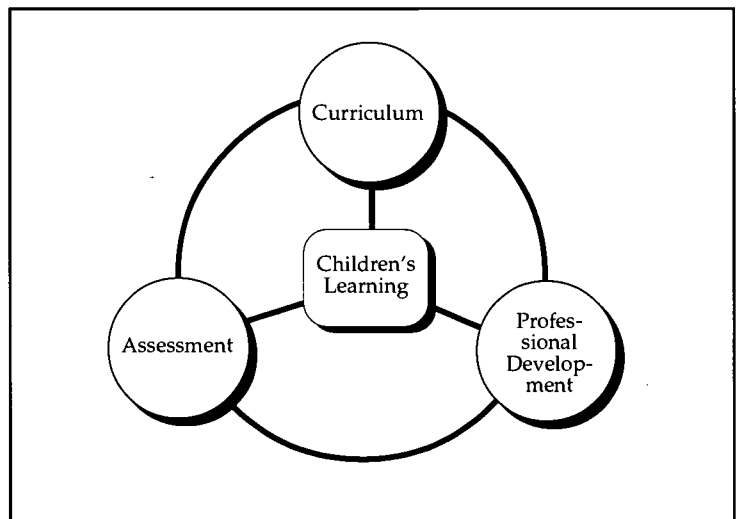 Curriculum
Children's
Learning
Assessment
Profes-
sional
Develop-
ment